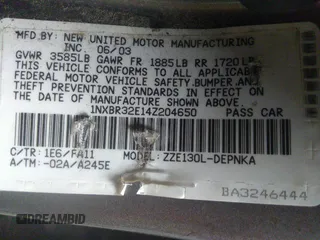 MFD.BY: NEW UNITED MOTOR MANUFACTURING
INC. 06/03
GVWR 3585LB GAWR FR 1885LB RR 1720LB
THIS VEHICLE CONFORMS TO ALL APPLICABLE
FEDERAL MOTOR VEHICLE SAFETY,BUMPER,AND
THEFT PREVENTION STANDARDS IN EFFECT
ON THE DATE OF MANUFACTURE SHOWN ABOVE.
1NXBR32E14Z204650 PASS CAR
C/TR: 1E6/FA11 MODEL: ZZE130L-DEPNKA
A/TM: -02A/A245E
BA3246444
DREAMBID